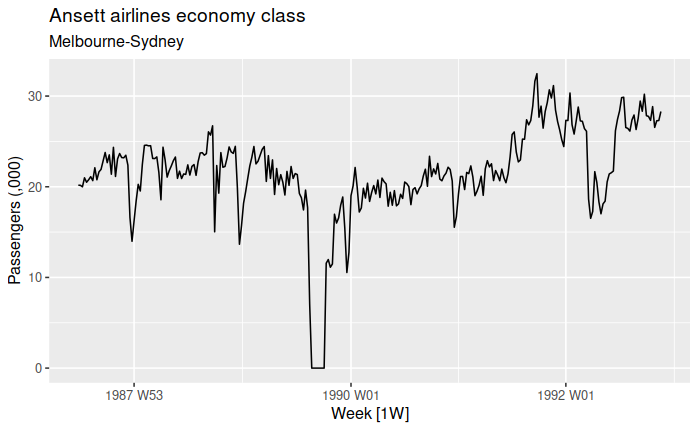 Ansett airlines economy class
Melbourne-Sydney
Passengers (,000)
30
20
10
0
1987 W53
1990 W01
1992 W01
Week [1W]